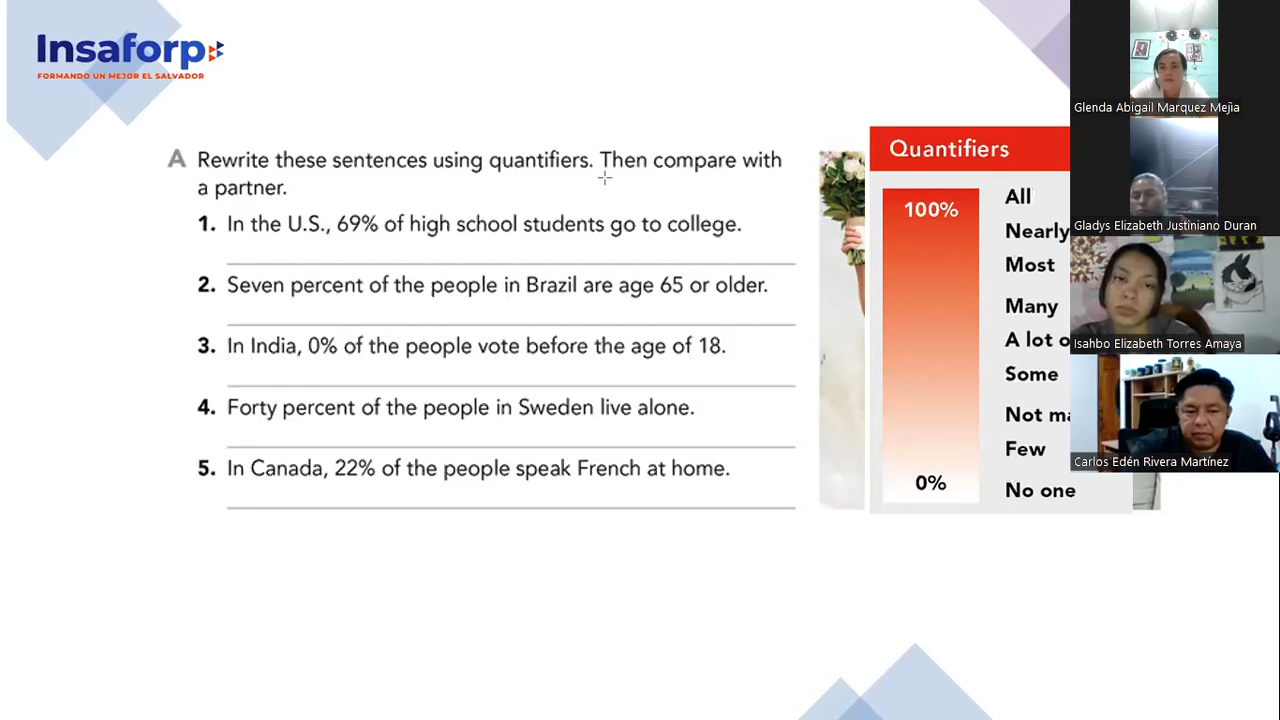 Insaforp
FORMANDO UN MEJOR EL SALVADOR
A Rewrite these sentences using quantifiers. Then compare with
a partner.
1. In the U.S., 69% of high school students go to college.
2. Seven percent of the people in Brazil are age 65 or older.
3. In India, 0% of the people vote before the age of 18.
4. Forty percent of the people in Sweden live alone.
5. In Canada, 22% of the people speak French at home.
Quantifiers
100%
0%
All
Nearly
Most
Many
A lot o
Some
Not ma
Few
No one
Glenda Abigail Marquez Mejia
Gladys Elizabeth Justiniano Duran
Isahbo Elizabeth Torres Amaya
Carlos Edén Rivera Martínez